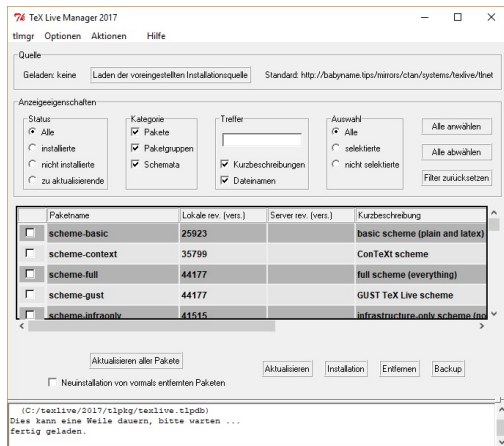 TeX Live Manager 2017
tlmgr Optionen Aktionen Hilfe
Quelle
Geladen: keine Laden der voreingestellten Installationsquelle Standard: http://babyname.tips/mirrors/ctan/systems/texlive/tlnet
Anzeigeeigenschaften
Status Kategorie Treffer Auswahl
Alle Pakete Alle Alle anwählen
installierte Paketgruppen selektierte
nicht installierte Schemata Kurzbeschreibungen nicht selektierte Alle abwählen
zu aktualisierende Dateinamen Filter zurücksetzen
Paketname Lokale rev. (vers.) Server rev. (vers.) Kurzbeschreibung
scheme-basic 25923 basic scheme (plain and latex)
scheme-context 35799 ConTeXt scheme
scheme-full 44177 full scheme (everything)
scheme-gust 44177 GUST TeX Live scheme
scheme-infraonly 41515 infrastructure-only scheme (no
Aktualisieren aller Pakete Aktualisieren Installation Entfernen Backup
Neuinstallation von vormals entfernten Paketen
(C:/texlive/2017/tlpkg/texlive.tlpdb)
Dies kann eine Weile dauern, bitte warten ...
fertig geladen.